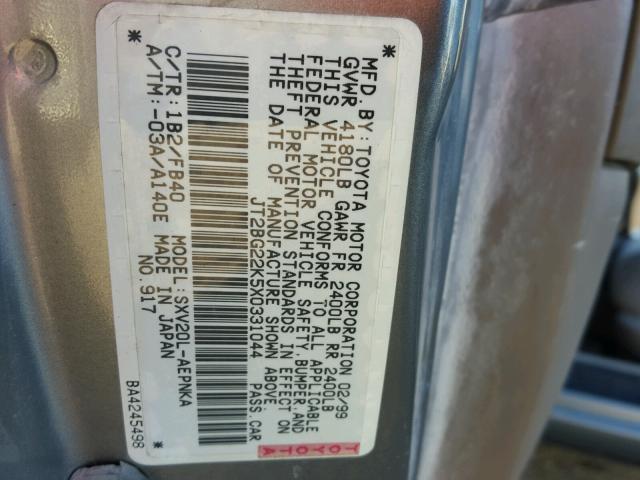 MFD. BY: TOYOTA MOTOR CORPORATION 02/99
GVWR 4180LB GAWR FR 2400LB RR 2400LB
THIS VEHICLE CONFORMS TO ALL APPLICABLE
FEDERAL MOTOR VEHICLE SAFETY, BUMPER, AND
THEFT PREVENTION STANDARDS IN EFFECT ON
THE DATE OF MANUFACTURE SHOWN ABOVE.
JT2BG22K5X0331044 PASS.CAR
* *
C/TR: 1B2/FB40 MODEL: SXV20L-AEPNKA
A/TM: -03A/A140E MADE IN JAPAN
* NO.917 *
BA4245498
TOYOTA
TOYOTA